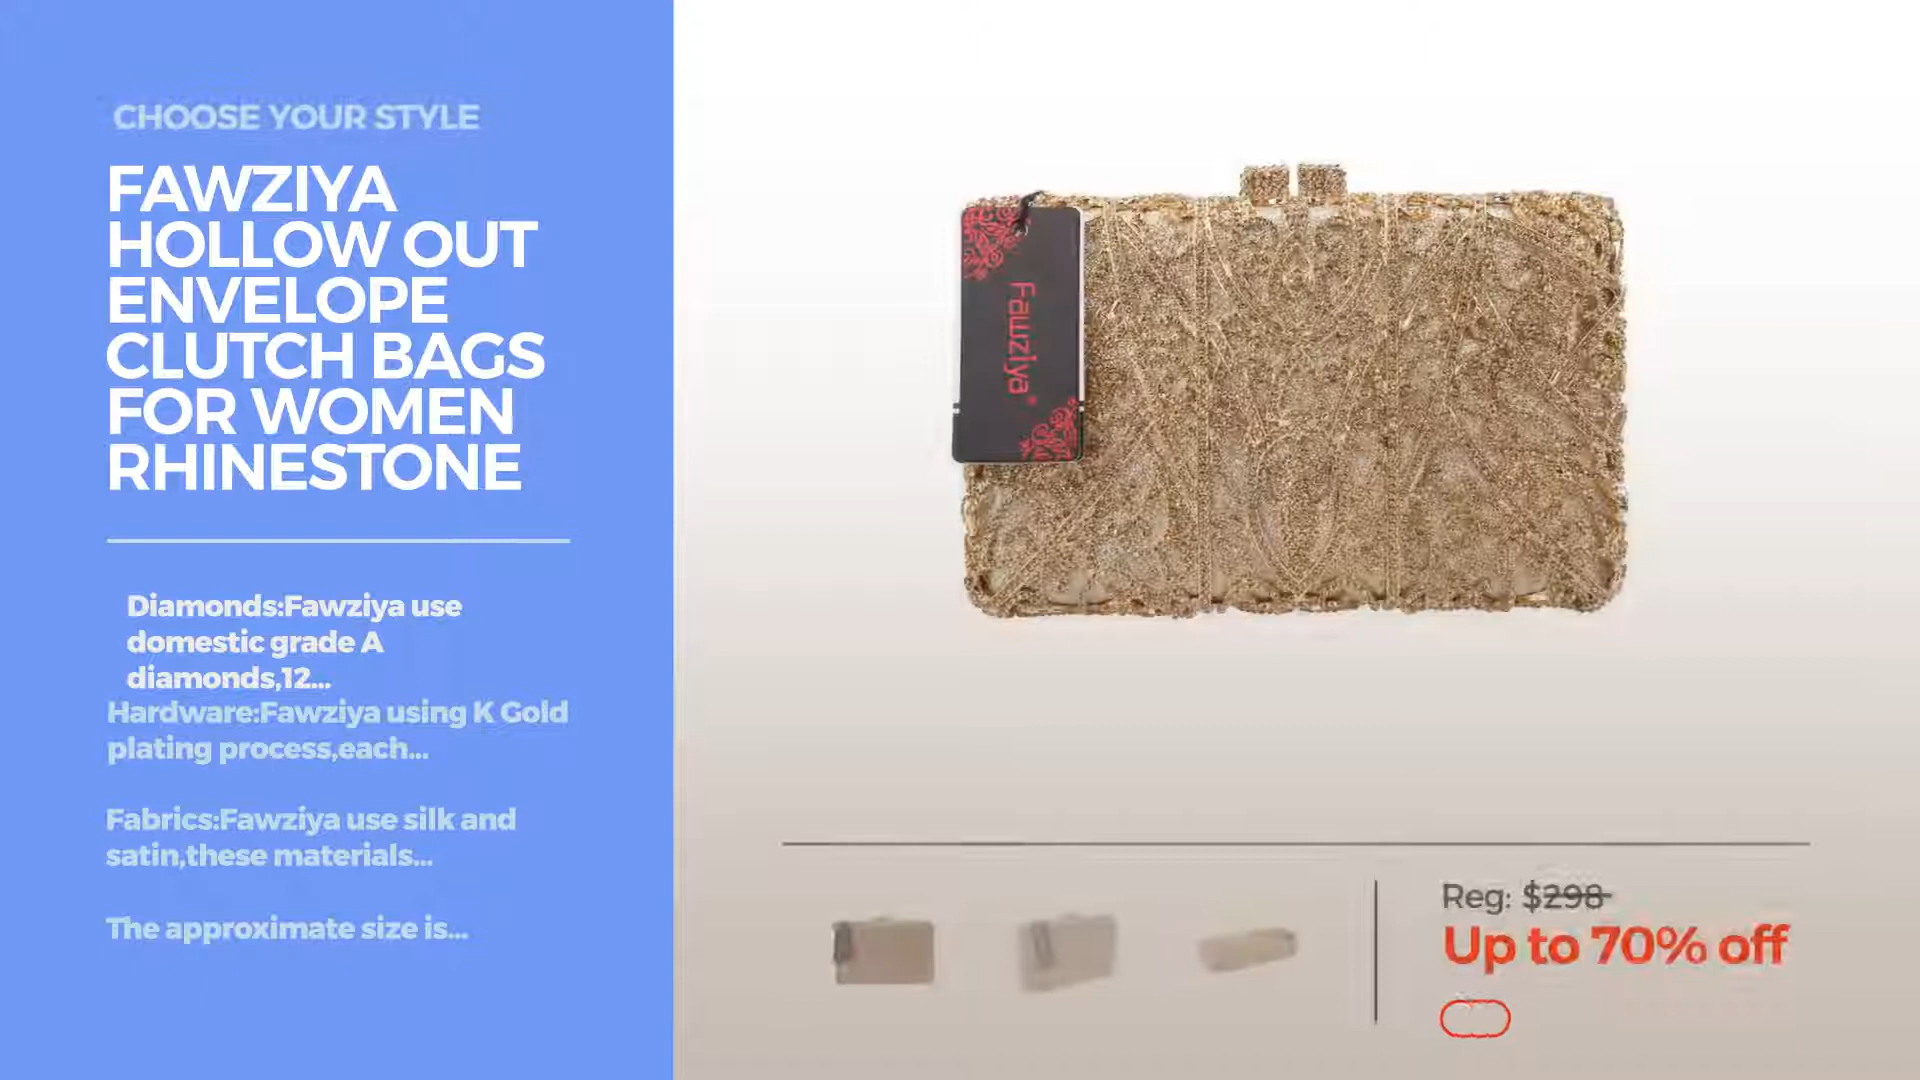 CHOOSE YOUR STYLE
FAWZIYA
HOLLOW OUT
ENVELOPE
CLUTCH BAGS
FOR WOMEN
RHINESTONE
Diamonds:Fawziya use
domestic grade A
diamonds,12...
Hardware:Fawziya using K Gold
plating process,each...
Fabrics:Fawziya use silk and
satin,these materials...
The approximate size is...
Fawziya®
Reg: $298
Up to 70% off